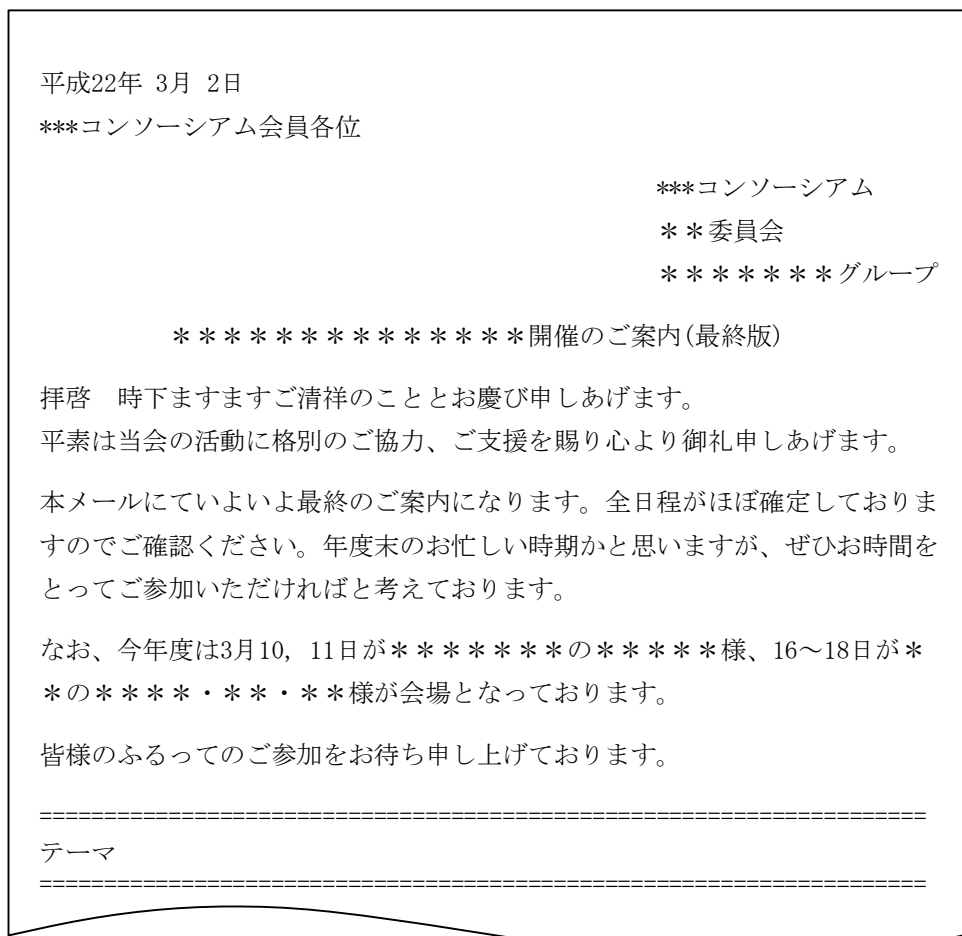 平成22年 3月 2日
***コンソーシアム会員各位
***コンソーシアム
＊＊委員会
＊＊＊＊＊＊＊グループ
＊＊＊＊＊＊＊＊＊＊＊＊＊＊開催のご案内(最終版)
拝啓　時下ますますご清祥のこととお慶び申しあげます。
平素は当会の活動に格別のご協力、ご支援を賜り心より御礼申しあげます。
本メールにていよいよ最終のご案内になります。全日程がほぼ確定しておりま
すのでご確認ください。年度末のお忙しい時期かと思いますが、ぜひお時間を
とってご参加いただければと考えております。
なお、今年度は3月10, 11日が＊＊＊＊＊＊＊の＊＊＊＊＊様、16～18日が＊
＊の＊＊＊＊・＊＊・＊＊様が会場となっております。
皆様のふるってのご参加をお待ち申し上げております。
=====================================================================
テーマ
=====================================================================